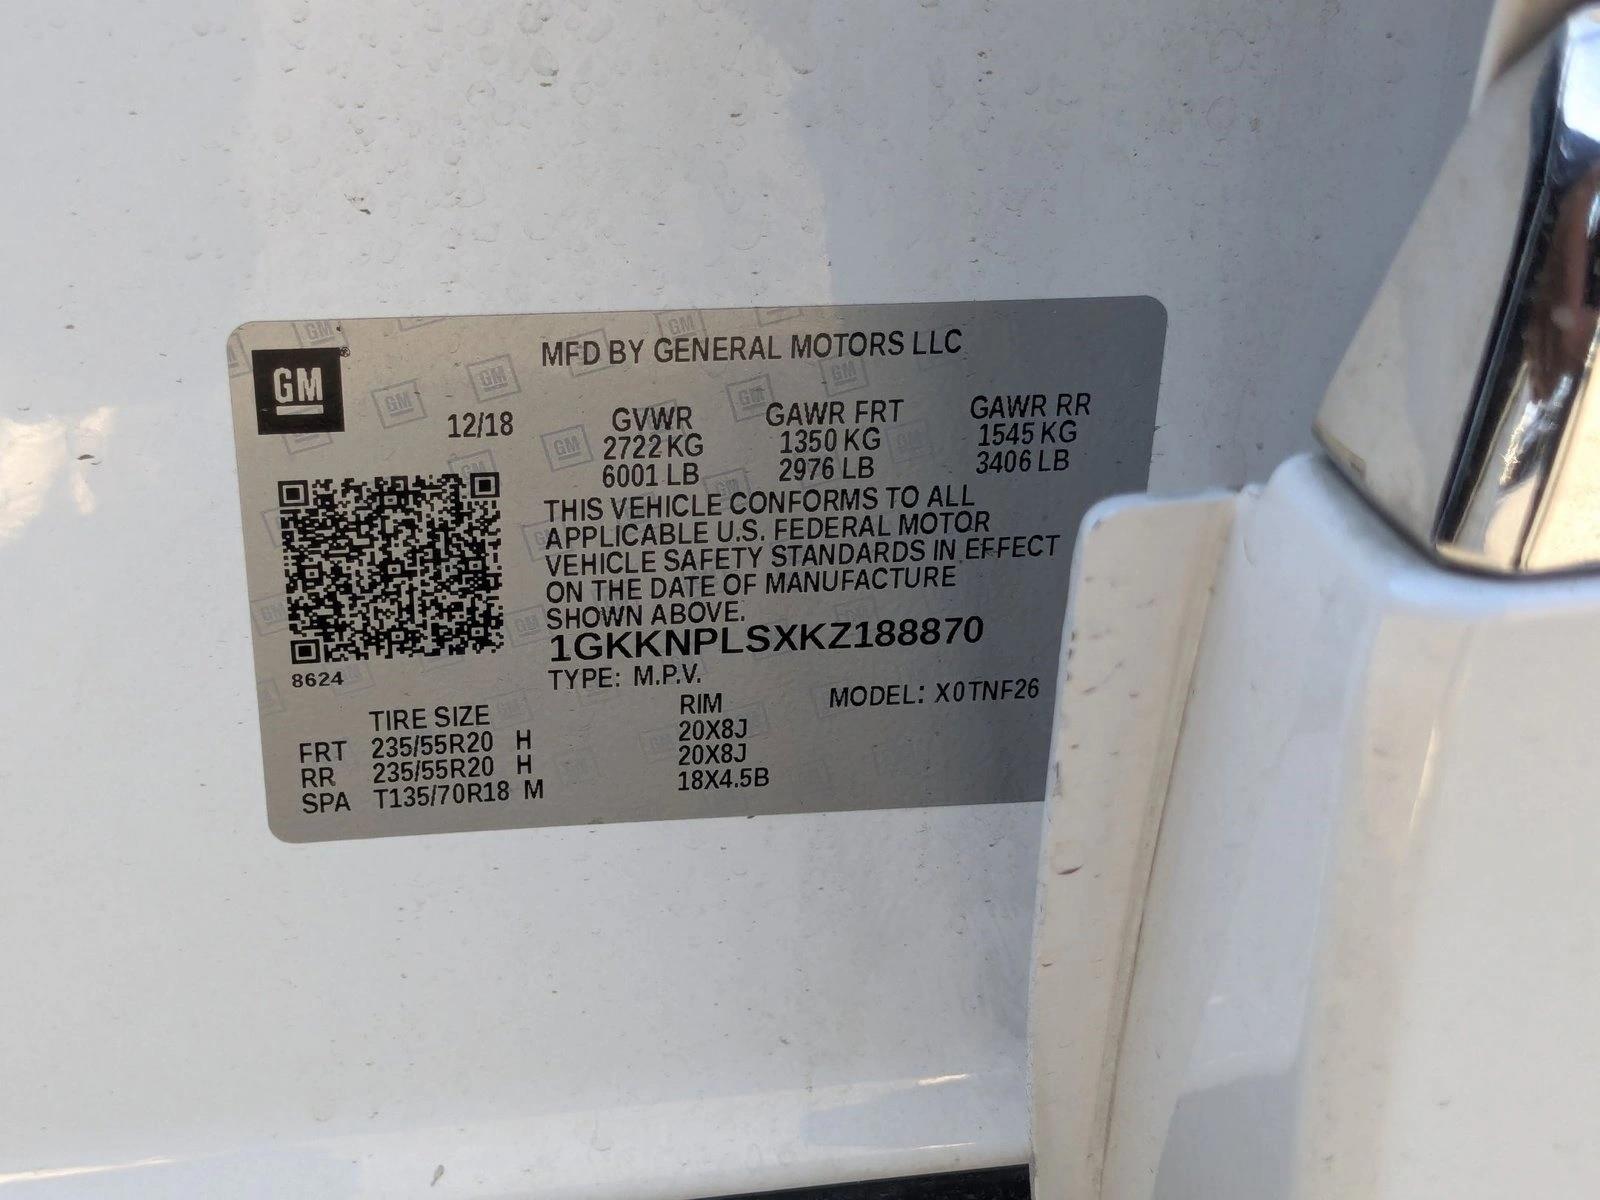 MFD BY GENERAL MOTORS LLC
GM
12/18
GVWR GAWR FRT GAWR RR
2722 KG 1350 KG 1545 KG
6001 LB 2976 LB 3406 LB
THIS VEHICLE CONFORMS TO ALL
APPLICABLE U.S. FEDERAL MOTOR
VEHICLE SAFETY STANDARDS IN EFFECT
ON THE DATE OF MANUFACTURE
SHOWN ABOVE.
1GKKNPLSXKZ188870
8624
TYPE: M.P.V.
MODEL: X0TNF26
TIRE SIZE RIM
FRT 235/55R20 H 20X8J
RR 235/55R20 H 20X8J
SPA T135/70R18 M 18X4.5B